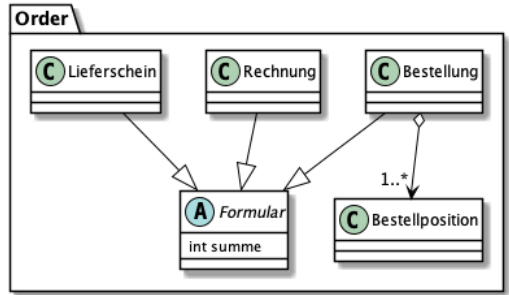 Order
C Lieferschein
C Rechnung
C Bestellung
1..*
A Formular
int summe
C Bestellposition